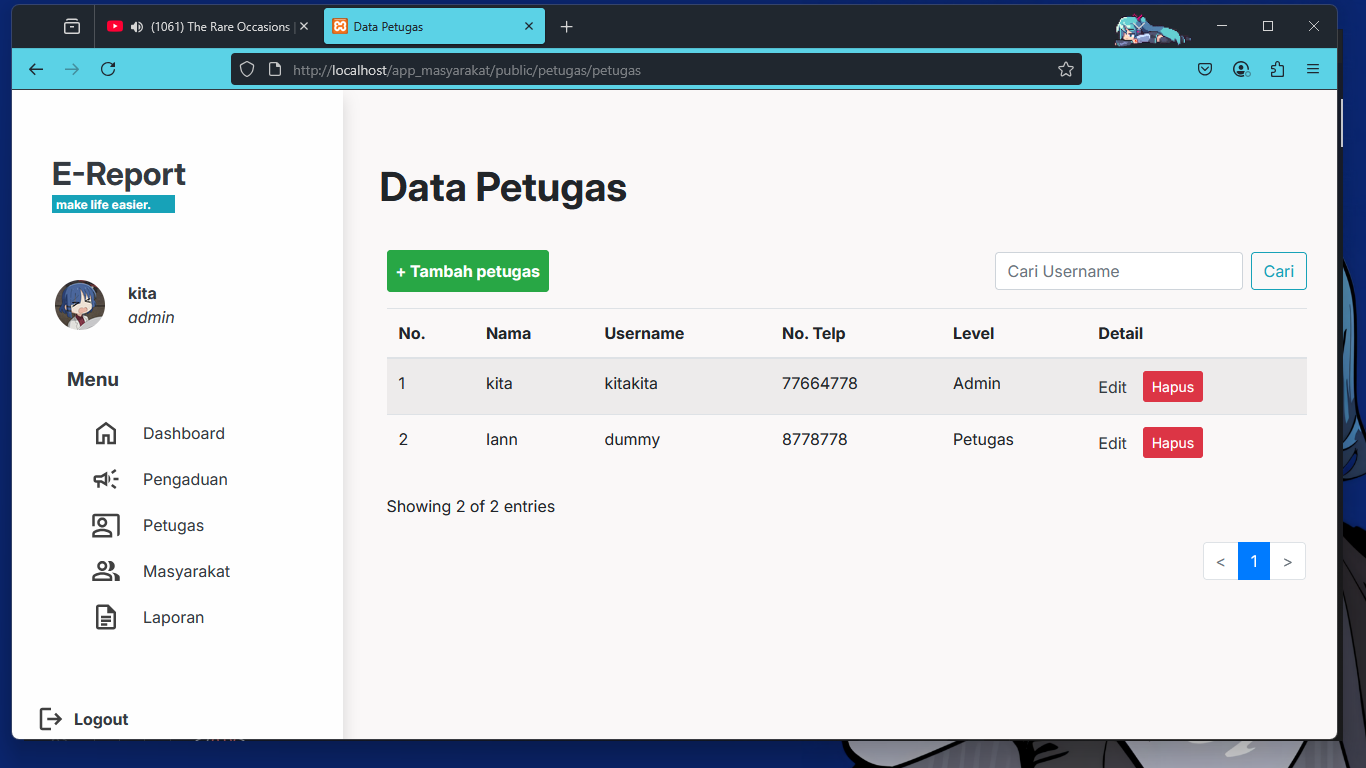 (1061) The Rare Occasions
Data Petugas
http://localhost/app_masyarakat/public/petugas/petugas
E-Report
make life easier.
kita
admin
Menu
Dashboard
Pengaduan
Petugas
Masyarakat
Laporan
Logout
Data Petugas
+ Tambah petugas
Cari Username
Cari
No. Nama Username No. Telp Level Detail
1 kita kitakita 77664778 Admin Edit Hapus
2 lann dummy 8778778 Petugas Edit Hapus
Showing 2 of 2 entries
< 1 >